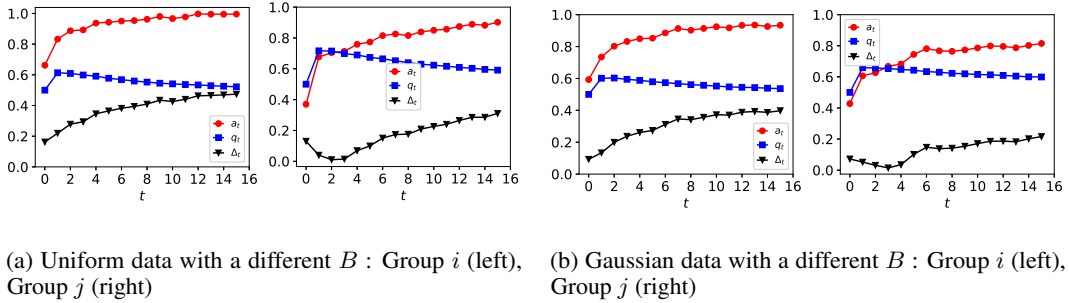 1.0
0.8
0.6
0.4
0.2
0.0
0 2 4 6 8 10 12 14 16
t
a_t
q_t
Δ_t
1.0
0.8
0.6
0.4
0.2
0.0
0 2 4 6 8 10 12 14 16
t
a_t
q_t
Δ_t
1.0
0.8
0.6
0.4
0.2
0.0
0 2 4 6 8 10 12 14 16
t
a_t
q_t
Δ_t
1.0
0.8
0.6
0.4
0.2
0.0
0 2 4 6 8 10 12 14 16
t
a_t
q_t
Δ_t
(a) Uniform data with a different B : Group i (left),
Group j (right)
(b) Gaussian data with a different B : Group i (left),
Group j (right)